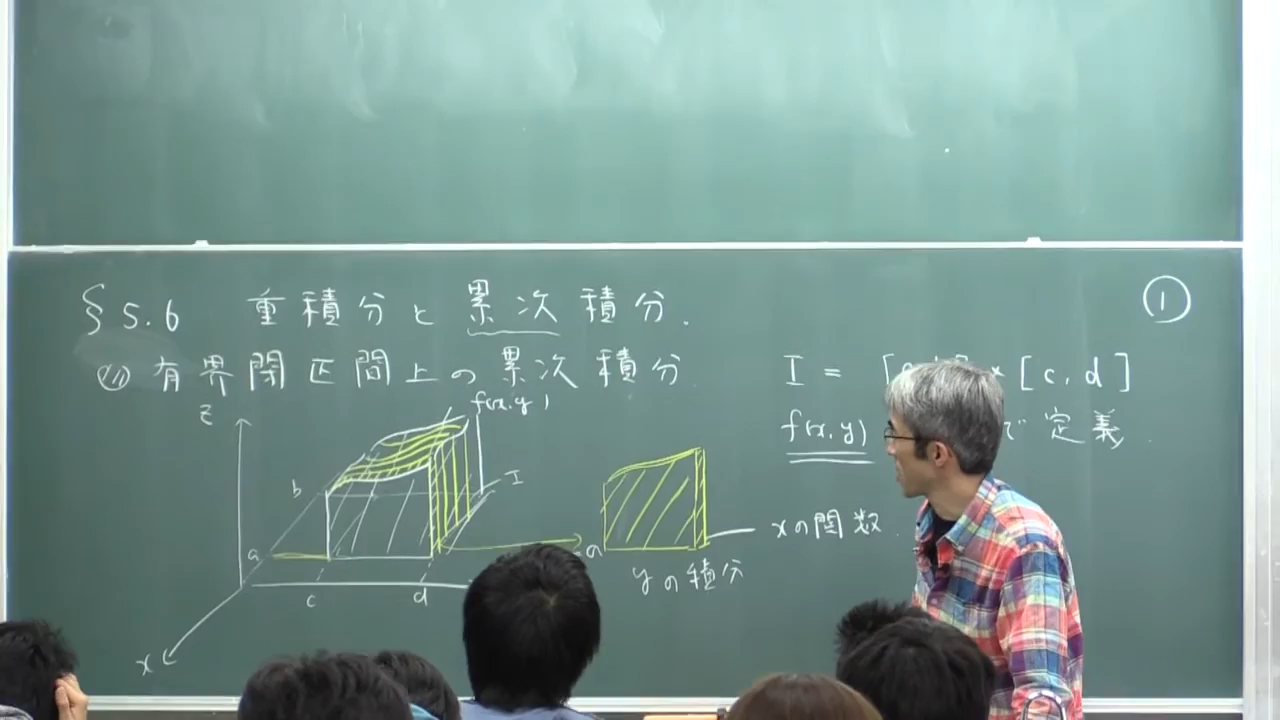 §5.6 重積分と累次積分.
①
有界閉区間上の累次積分
I = [ × [c, d]
f(x, y) で定義.
z
f(x, y)
b
I
a
c
d
x
a
xの関数.
yの積分